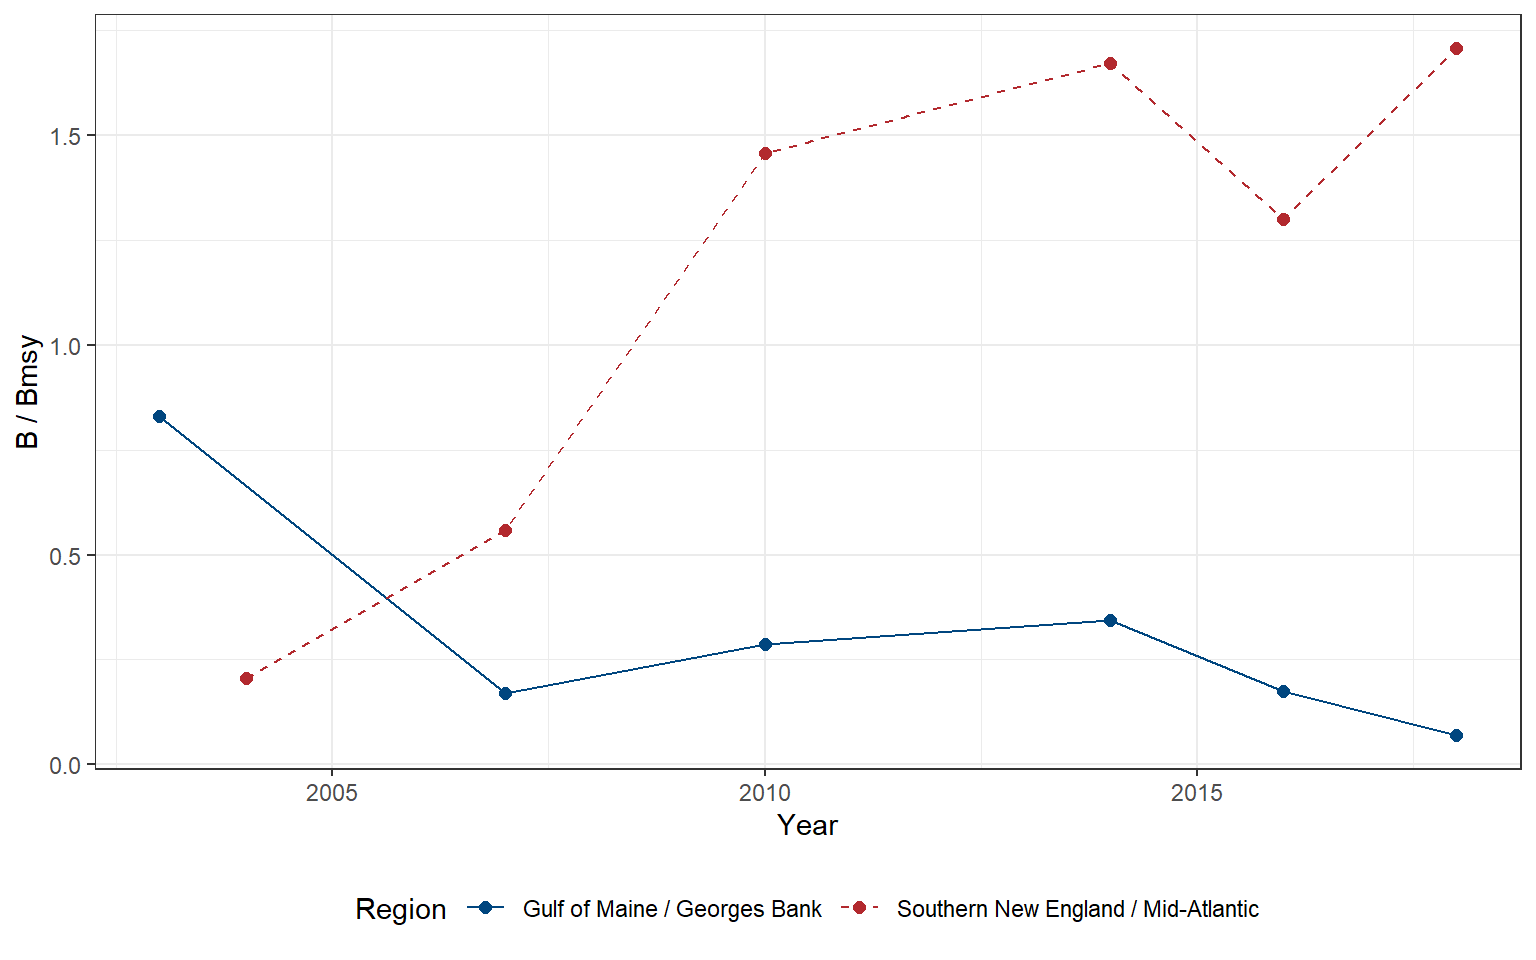 B / Bmsy
1.5
1.0
0.5
0.0
2005 2010 2015
Year
Region Gulf of Maine / Georges Bank Southern New England / Mid-Atlantic